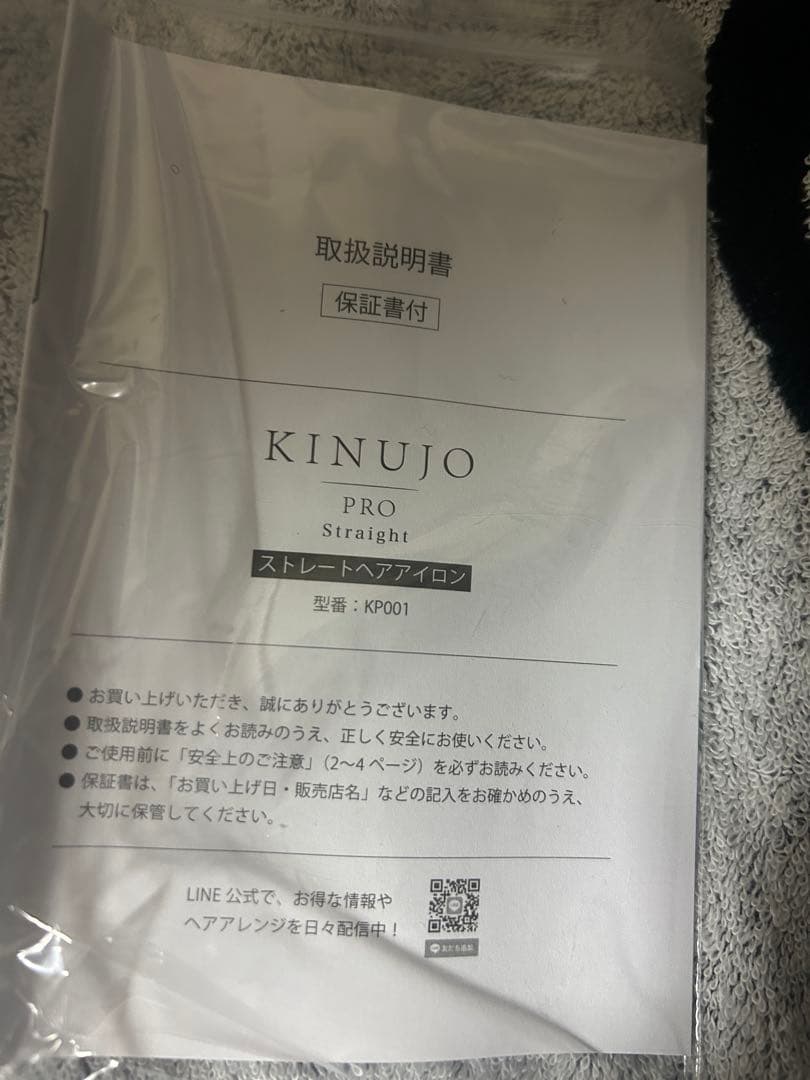 取扱説明書
保証書付
KINUJO
PRO
Straight
ストレートヘアアイロン
型番：KP001
● お買い上げいただき、誠にありがとうございます。
● 取扱説明書をよくお読みのうえ、正しく安全にお使いください。
● ご使用前に「安全上のご注意」（2〜4 ページ）を必ずお読みください。
● 保証書は、「お買い上げ日・販売店名」などの記入をお確かめのうえ、
大切に保管してください。
LINE 公式で、お得な情報や
ヘアアレンジを日々配信中！
友だち追加